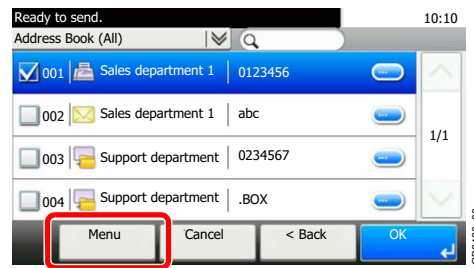 Ready to send. 10:10
Address Book (All)
001 Sales department 1 0123456
002 Sales department 1 abc
1/1
003 Support department 0234567
004 Support department .BOX
Menu Cancel < Back OK